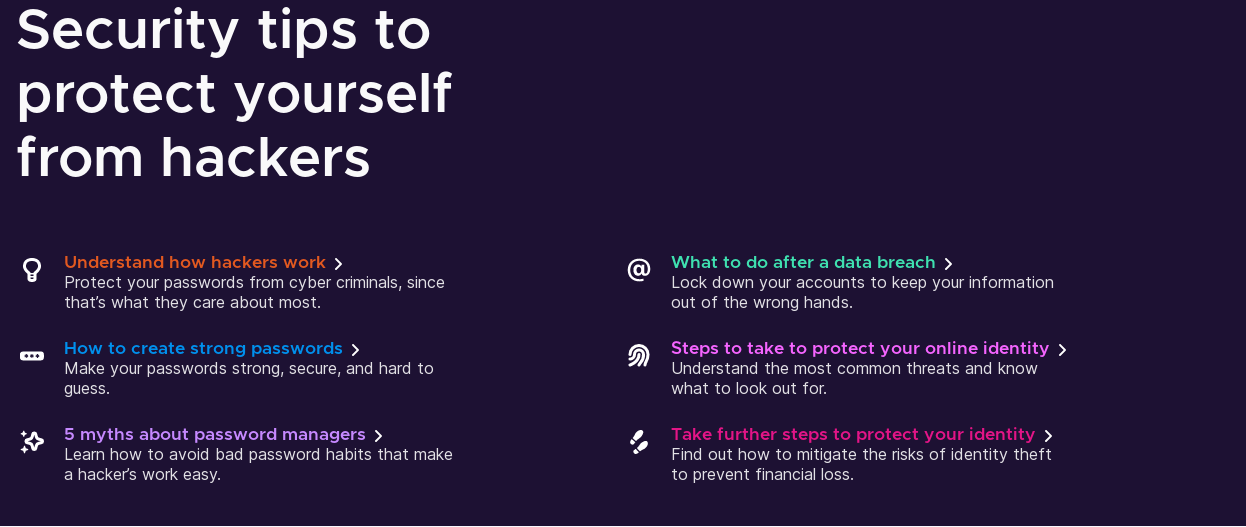 Security tips to
protect yourself
from hackers
Understand how hackers work
Protect your passwords from cyber criminals, since
that’s what they care about most.
How to create strong passwords
Make your passwords strong, secure, and hard to
guess.
5 myths about password managers
Learn how to avoid bad password habits that make
a hacker’s work easy.
What to do after a data breach
Lock down your accounts to keep your information
out of the wrong hands.
Steps to take to protect your online identity
Understand the most common threats and know
what to look out for.
Take further steps to protect your identity
Find out how to mitigate the risks of identity theft
to prevent financial loss.